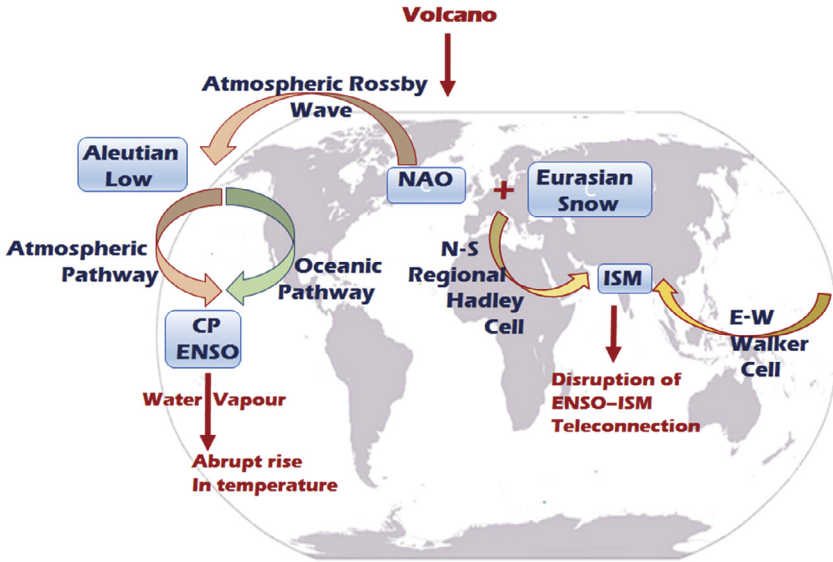 Volcano
Atmospheric Rossby
Wave
Aleutian
Low
NAO
+
Eurasian
Snow
Atmospheric
Pathway
Oceanic
Pathway
N-S
Regional
Hadley
Cell
ISM
E-W
Walker
Cell
CP
ENSO
Water Vapour
Abrupt rise
In temperature
Disruption of
ENSO–ISM
Teleconnection